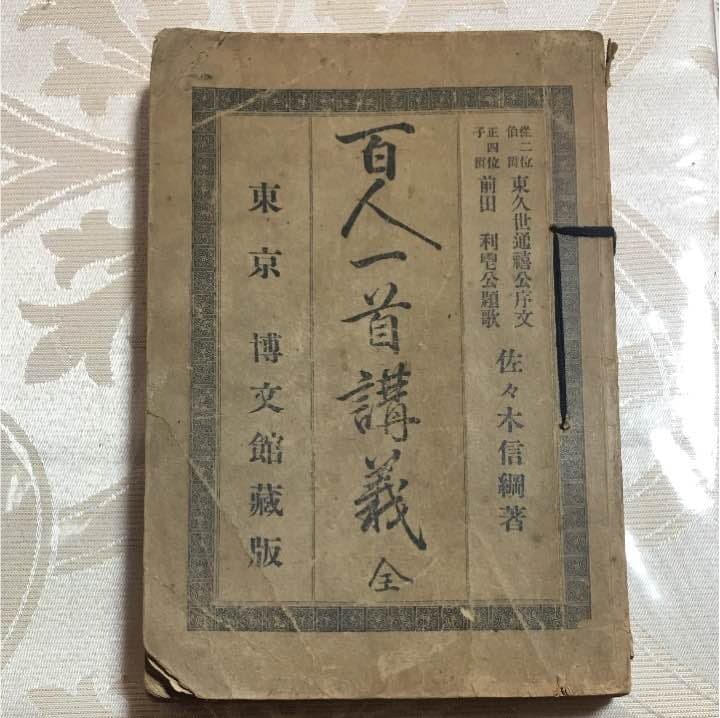 從二位伯爵 東久世通禧公序文
正四位子爵 前田利鬯公題歌
佐々木信綱著
百人一首講義 全
東京 博文館藏版